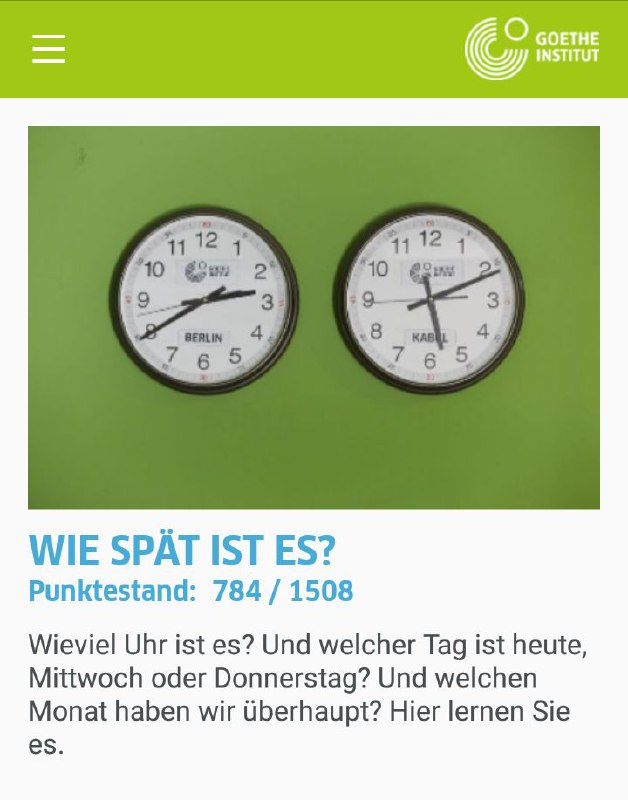 GOETHE
INSTITUT
12
11 1
10 2
9 3
8 4
7 5
6
BERLIN
12
11 1
10 2
9 3
8 4
7 5
6
KABUL
WIE SPÄT IST ES?
Punktestand: 784 / 1508
Wieviel Uhr ist es? Und welcher Tag ist heute,
Mittwoch oder Donnerstag? Und welchen
Monat haben wir überhaupt? Hier lernen Sie
es.